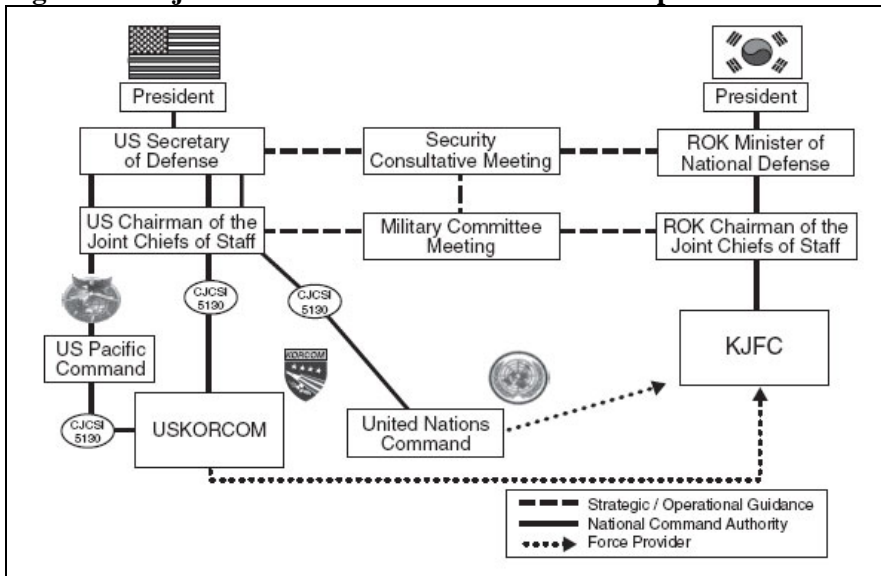 President
President
US Secretary
of Defense
Security
Consultative Meeting
ROK Minister of
National Defense
US Chairman of the
Joint Chiefs of Staff
Military Committee
Meeting
ROK Chairman of the
Joint Chiefs of Staff
CJCSI
5130
CJCSI
5130
US Pacific
Command
KORCOM
KJFC
CJCSI
5130
USKORCOM
United Nations
Command
Strategic / Operational Guidance
National Command Authority
Force Provider